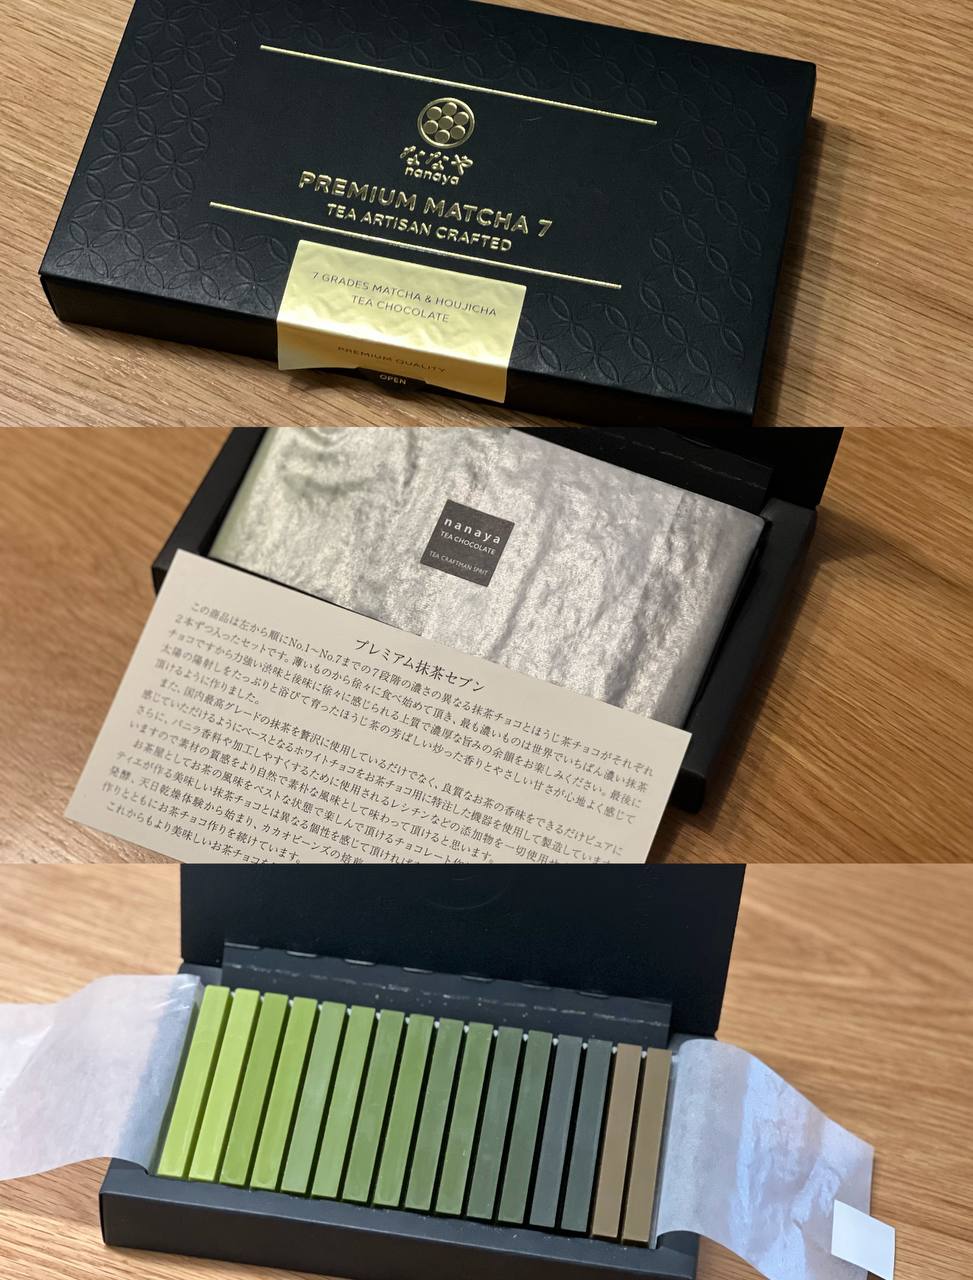 ななや
nanaya
PREMIUM MATCHA 7
TEA ARTISAN CRAFTED
7 GRADES MATCHA & HOUJICHA
TEA CHOCOLATE
PREMIUM QUALITY
OPEN
nanaya
TEA CHOCOLATE
TEA CRAFTMAN SPIRIT
プレミアム抹茶セブン
この商品は左から順にNo.1〜No.7までの7段階の濃さの異なる抹茶チョコとほうじ茶チョコがそれぞれ
2本ずつ入ったセットです。薄いものから徐々に食べ始めて頂き、最も濃いものは世界でいちばん濃い抹茶
チョコですから力強い渋味と後味に徐々に感じられる上質で濃厚な旨みの余韻をお楽しみください。最後に
太陽の陽射しをたっぷりと浴びて育ったほうじ茶の芳ばしい炒った香りとやさしい甘さが心地よく感じて
頂けるように作りました。
また、国内最高グレードの抹茶を贅沢に使用しているだけでなく、良質なお茶の香味をできるだけピュアに
感じていただけるようにベースとなるホワイトチョコをお茶チョコ用に特注した機器を使用して製造しています
さらに、バニラ香料や加工しやすくするために使用されるレシチンなどの添加物を一切使用せ
いますので素材の質感をより自然で素朴な風味として味わって頂けると思います。
お茶屋としてお茶の風味をベストな状態で楽しんで頂けるチョコレート作
ティエが作る美味しい抹茶チョコとは異なる個性を感じて頂ければ
発酵、天日乾燥体験から始まり、カカオビーンズの焙煎
作りとともにお茶チョコ作りを続けています。
これからもより美味しいお茶チョコを